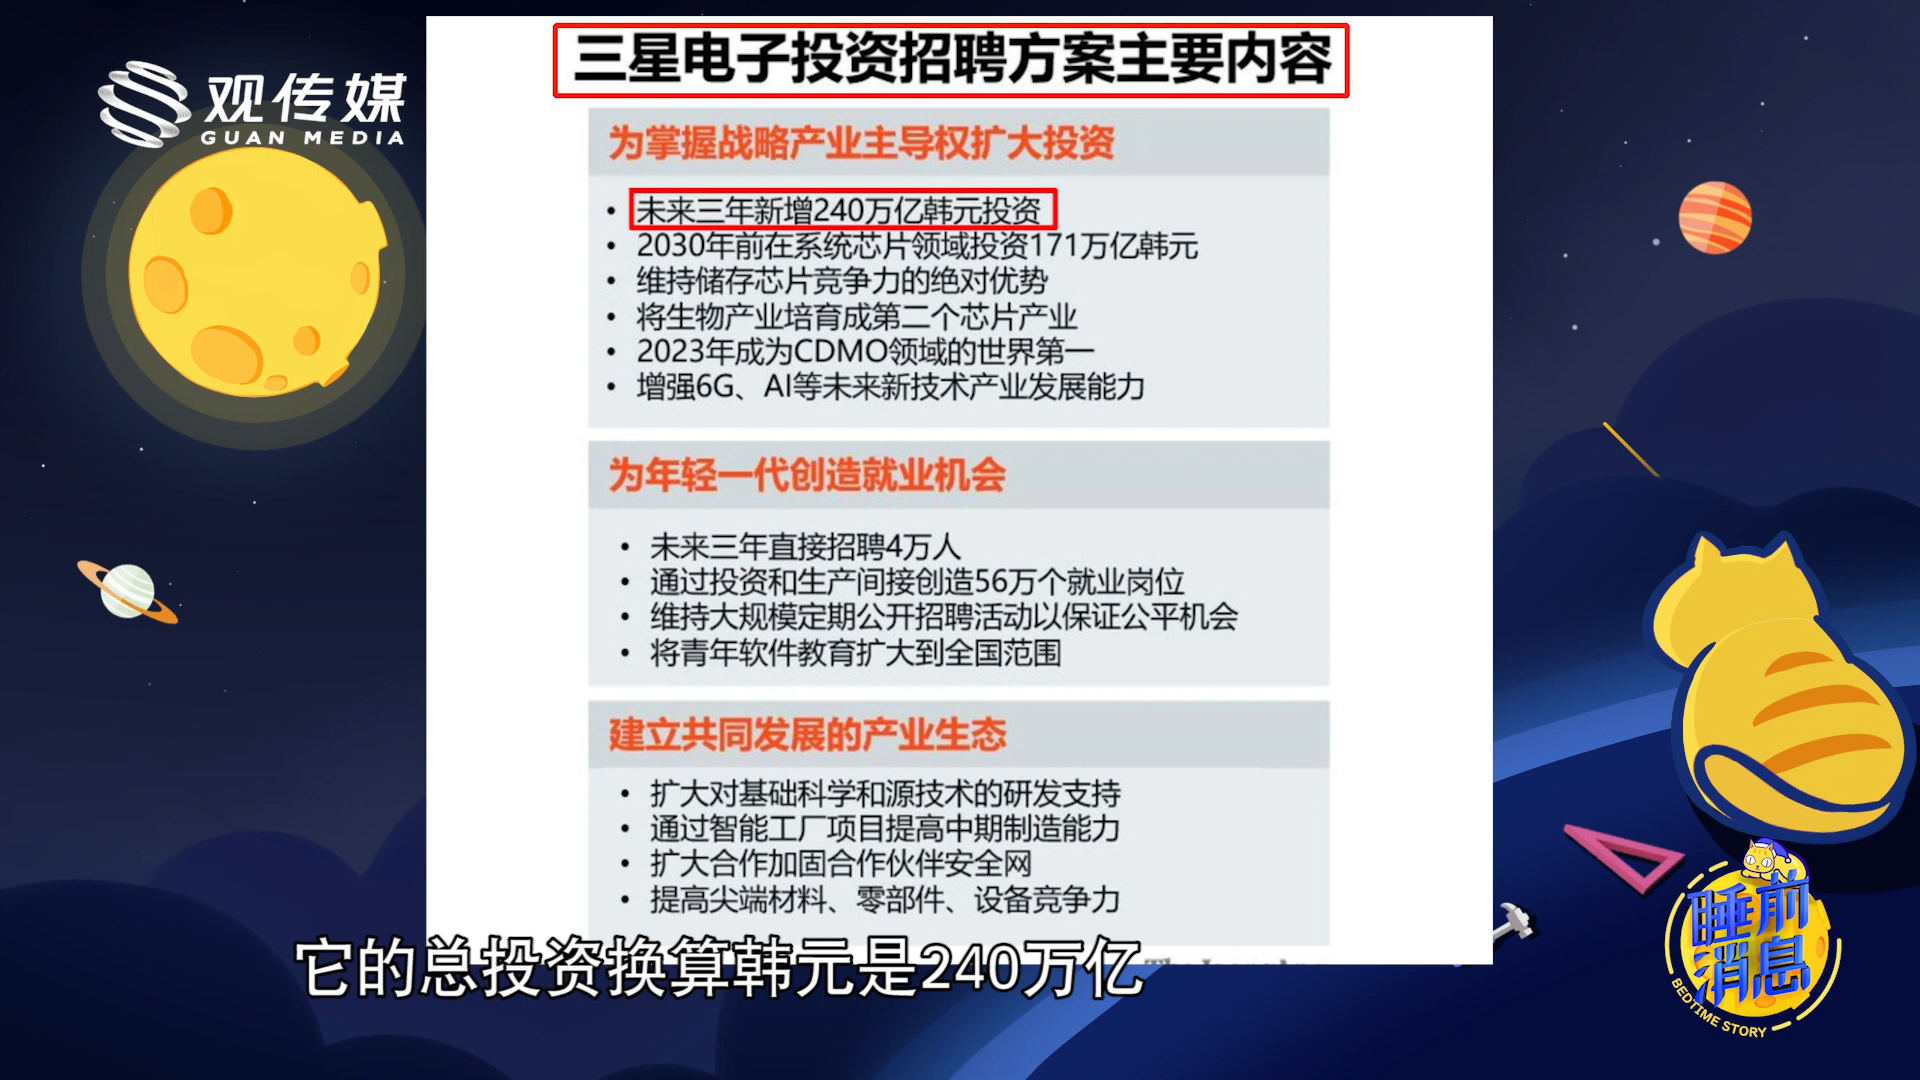 观传媒
GUAN MEDIA
三星电子投资招聘方案主要内容
为掌握战略产业主导权扩大投资
• 未来三年新增240万亿韩元投资
• 2030年前在系统芯片领域投资171万亿韩元
• 维持储存芯片竞争力的绝对优势
• 将生物产业培育成第二个芯片产业
• 2023年成为CDMO领域的世界第一
• 增强6G、AI等未来新技术产业发展能力
为年轻一代创造就业机会
• 未来三年直接招聘4万人
• 通过投资和生产间接创造56万个就业岗位
• 维持大规模定期公开招聘活动以保证公平机会
• 将青年软件教育扩大到全国范围
建立共同发展的产业生态
• 扩大对基础科学和源技术的研发支持
• 通过智能工厂项目提高中期制造能力
• 扩大合作加固合作伙伴安全网
• 提高尖端材料、零部件、设备竞争力
它的总投资换算韩元是240万亿
睡前
消息
BEDTIME STORY